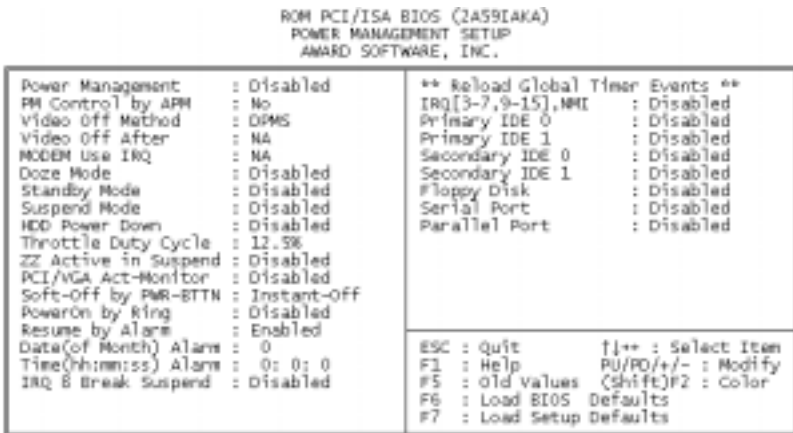 ROM PCI/ISA BIOS (2A59IAKA)
POWER MANAGEMENT SETUP
AWARD SOFTWARE, INC.
Power Management : Disabled
PM Control by APM : No
Video Off Method : DPMS
Video Off After : NA
MODEM Use IRQ : NA
Doze Mode : Disabled
Standby Mode : Disabled
Suspend Mode : Disabled
HDD Power Down : Disabled
Throttle Duty Cycle : 12.5%
ZZ Active in Suspend : Disabled
PCI/VGA Act-Monitor : Disabled
Soft-Off by PWR-BTTN : Instant-Off
PowerOn by Ring : Disabled
Resume by Alarm : Enabled
Date(of Month) Alarm : 0
Time(hh:mm:ss) Alarm : 0: 0: 0
IRQ 8 Break Suspend : Disabled
** Reload Global Timer Events **
IRQ[3-7,9-15],NMI : Disabled
Primary IDE 0 : Disabled
Primary IDE 1 : Disabled
Secondary IDE 0 : Disabled
Secondary IDE 1 : Disabled
Floppy Disk : Disabled
Serial Port : Disabled
Parallel Port : Disabled
ESC : Quit ↑↓→← : Select Item
F1 : Help PU/PD/+/- : Modify
F5 : Old Values (Shift)F2 : Color
F6 : Load BIOS Defaults
F7 : Load Setup Defaults